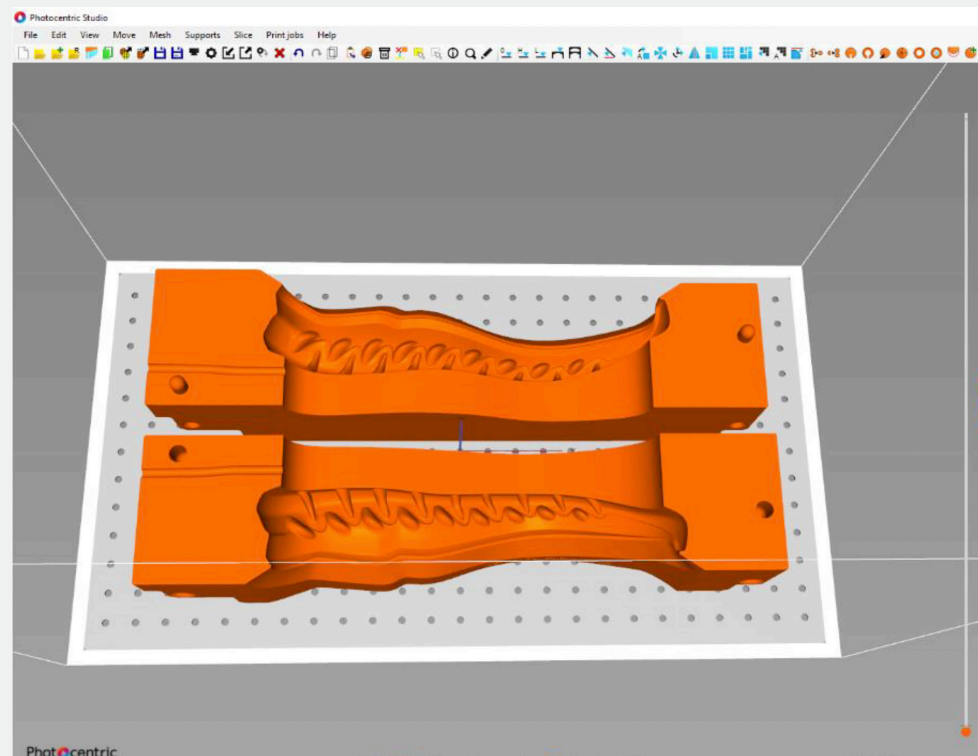 Photocentric Studio
File Edit View Move Mesh Supports Slice Print jobs Help
Photocentric